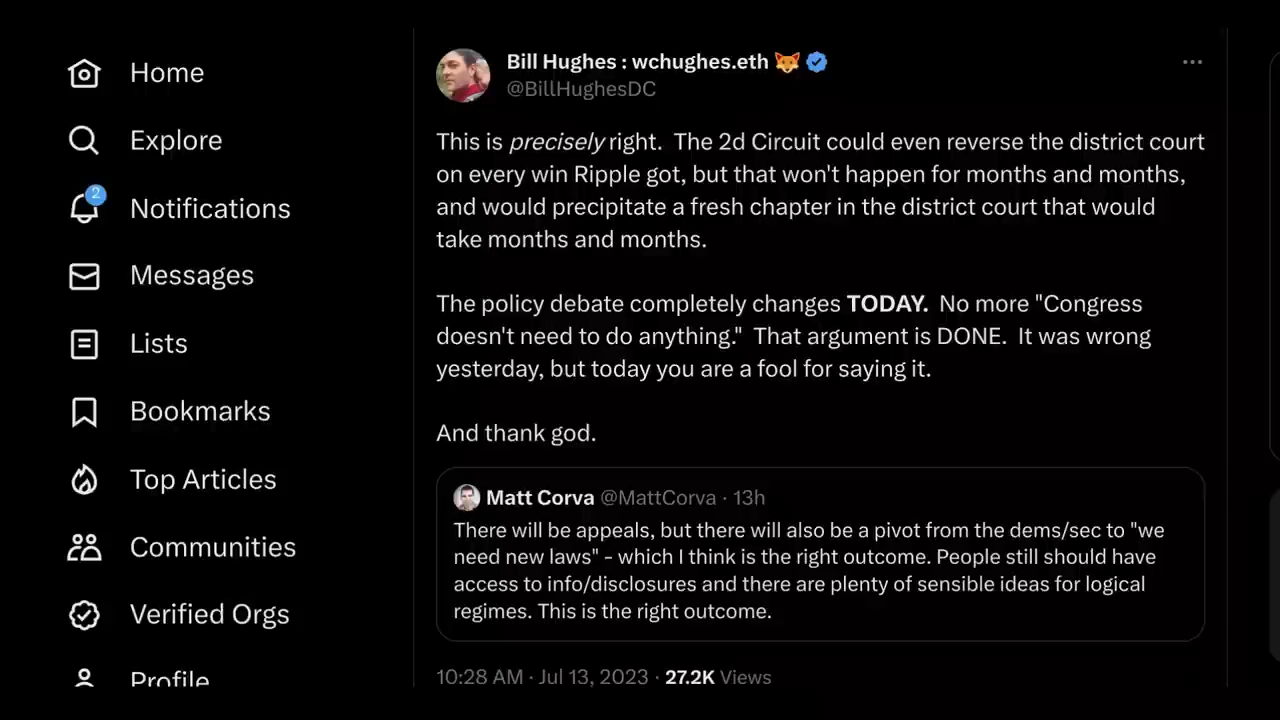 Home
Explore
2
Notifications
Messages
Lists
Bookmarks
Top Articles
Communities
Verified Orgs
Profile
Bill Hughes : wchughes.eth 🦊
@BillHughesDC
This is precisely right.  The 2d Circuit could even reverse the district court
on every win Ripple got, but that won't happen for months and months,
and would precipitate a fresh chapter in the district court that would
take months and months.
The policy debate completely changes TODAY.  No more "Congress
doesn't need to do anything."  That argument is DONE.  It was wrong
yesterday, but today you are a fool for saying it.
And thank god.
Matt Corva @MattCorva · 13h
There will be appeals, but there will also be a pivot from the dems/sec to "we
need new laws" - which I think is the right outcome. People still should have
access to info/disclosures and there are plenty of sensible ideas for logical
regimes. This is the right outcome.
10:28 AM · Jul 13, 2023 · 27.2K Views